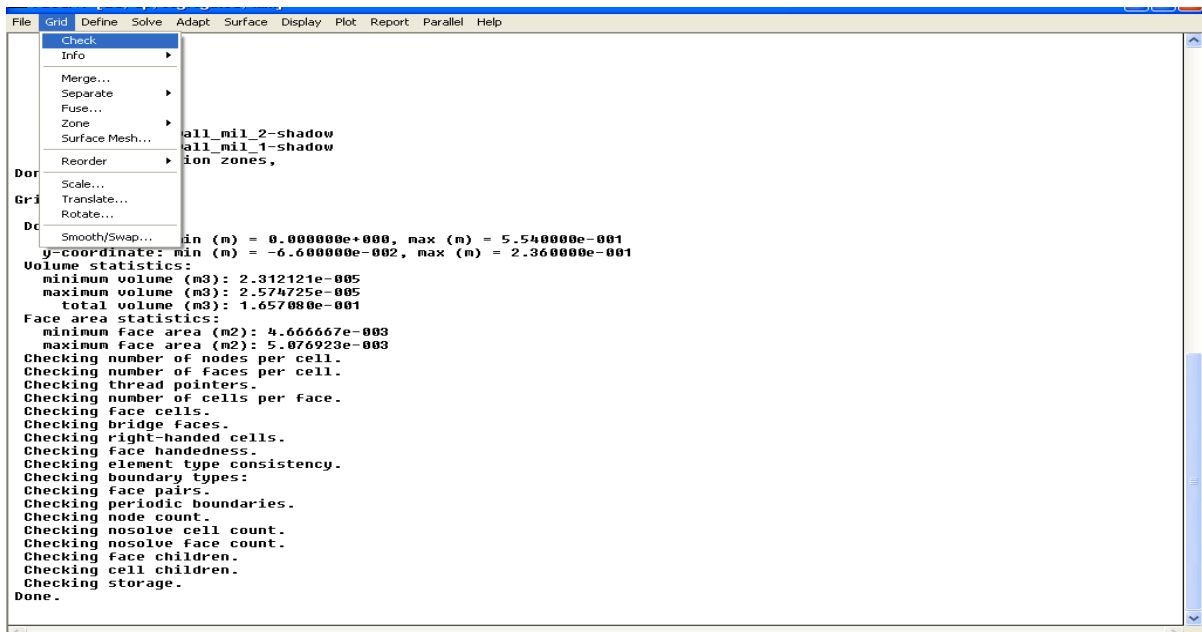 File Grid Define Solve Adapt Surface Display Plot Report Parallel Help
Check
Info
Merge...
Separate
Fuse...
Zone
Surface Mesh...
Reorder
Scale...
Translate...
Rotate...
Smooth/Swap...
all_mil_2-shadow
all_mil_1-shadow
ion zones,
Dor
Gri
Do
in (m) = 0.000000e+000, max (m) = 5.540000e-001
y-coordinate: min (m) = -6.600000e-002, max (m) = 2.360000e-001
Volume statistics:
minimum volume (m3): 2.312121e-005
maximum volume (m3): 2.574725e-005
total volume (m3): 1.657080e-001
Face area statistics:
minimum face area (m2): 4.666667e-003
maximum face area (m2): 5.076923e-003
Checking number of nodes per cell.
Checking number of faces per cell.
Checking thread pointers.
Checking number of cells per face.
Checking face cells.
Checking bridge faces.
Checking right-handed cells.
Checking face handedness.
Checking element type consistency.
Checking boundary types:
Checking face pairs.
Checking periodic boundaries.
Checking node count.
Checking nosolve cell count.
Checking nosolve face count.
Checking face children.
Checking cell children.
Checking storage.
Done.